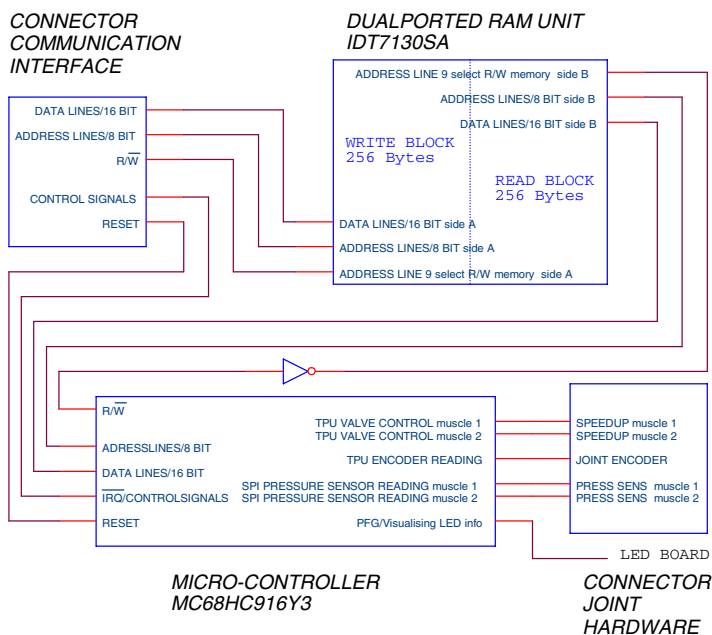 CONNECTOR
COMMUNICATION
INTERFACE
DATA LINES/16 BIT
ADDRESS LINES/8 BIT
R/W̅
CONTROL SIGNALS
RESET
DUALPORTED RAM UNIT
IDT7130SA
ADDRESS LINE 9 select R/W memory side B
ADDRESS LINES/8 BIT side B
DATA LINES/16 BIT side B
WRITE BLOCK
256 Bytes
READ BLOCK
256 Bytes
DATA LINES/16 BIT side A
ADDRESS LINES/8 BIT side A
ADDRESS LINE 9 select R/W memory side A
R/W̅
ADRESSLINES/8 BIT
DATA LINES/16 BIT
I̅R̅Q̅/CONTROLSIGNALS
RESET
TPU VALVE CONTROL muscle 1
TPU VALVE CONTROL muscle 2
TPU ENCODER READING
SPI PRESSURE SENSOR READING muscle 1
SPI PRESSURE SENSOR READING muscle 2
PFG/Visualising LED info
SPEEDUP muscle 1
SPEEDUP muscle 2
JOINT ENCODER
PRESS SENS muscle 1
PRESS SENS muscle 2
LED BOARD
MICRO-CONTROLLER
MC68HC916Y3
CONNECTOR
JOINT
HARDWARE